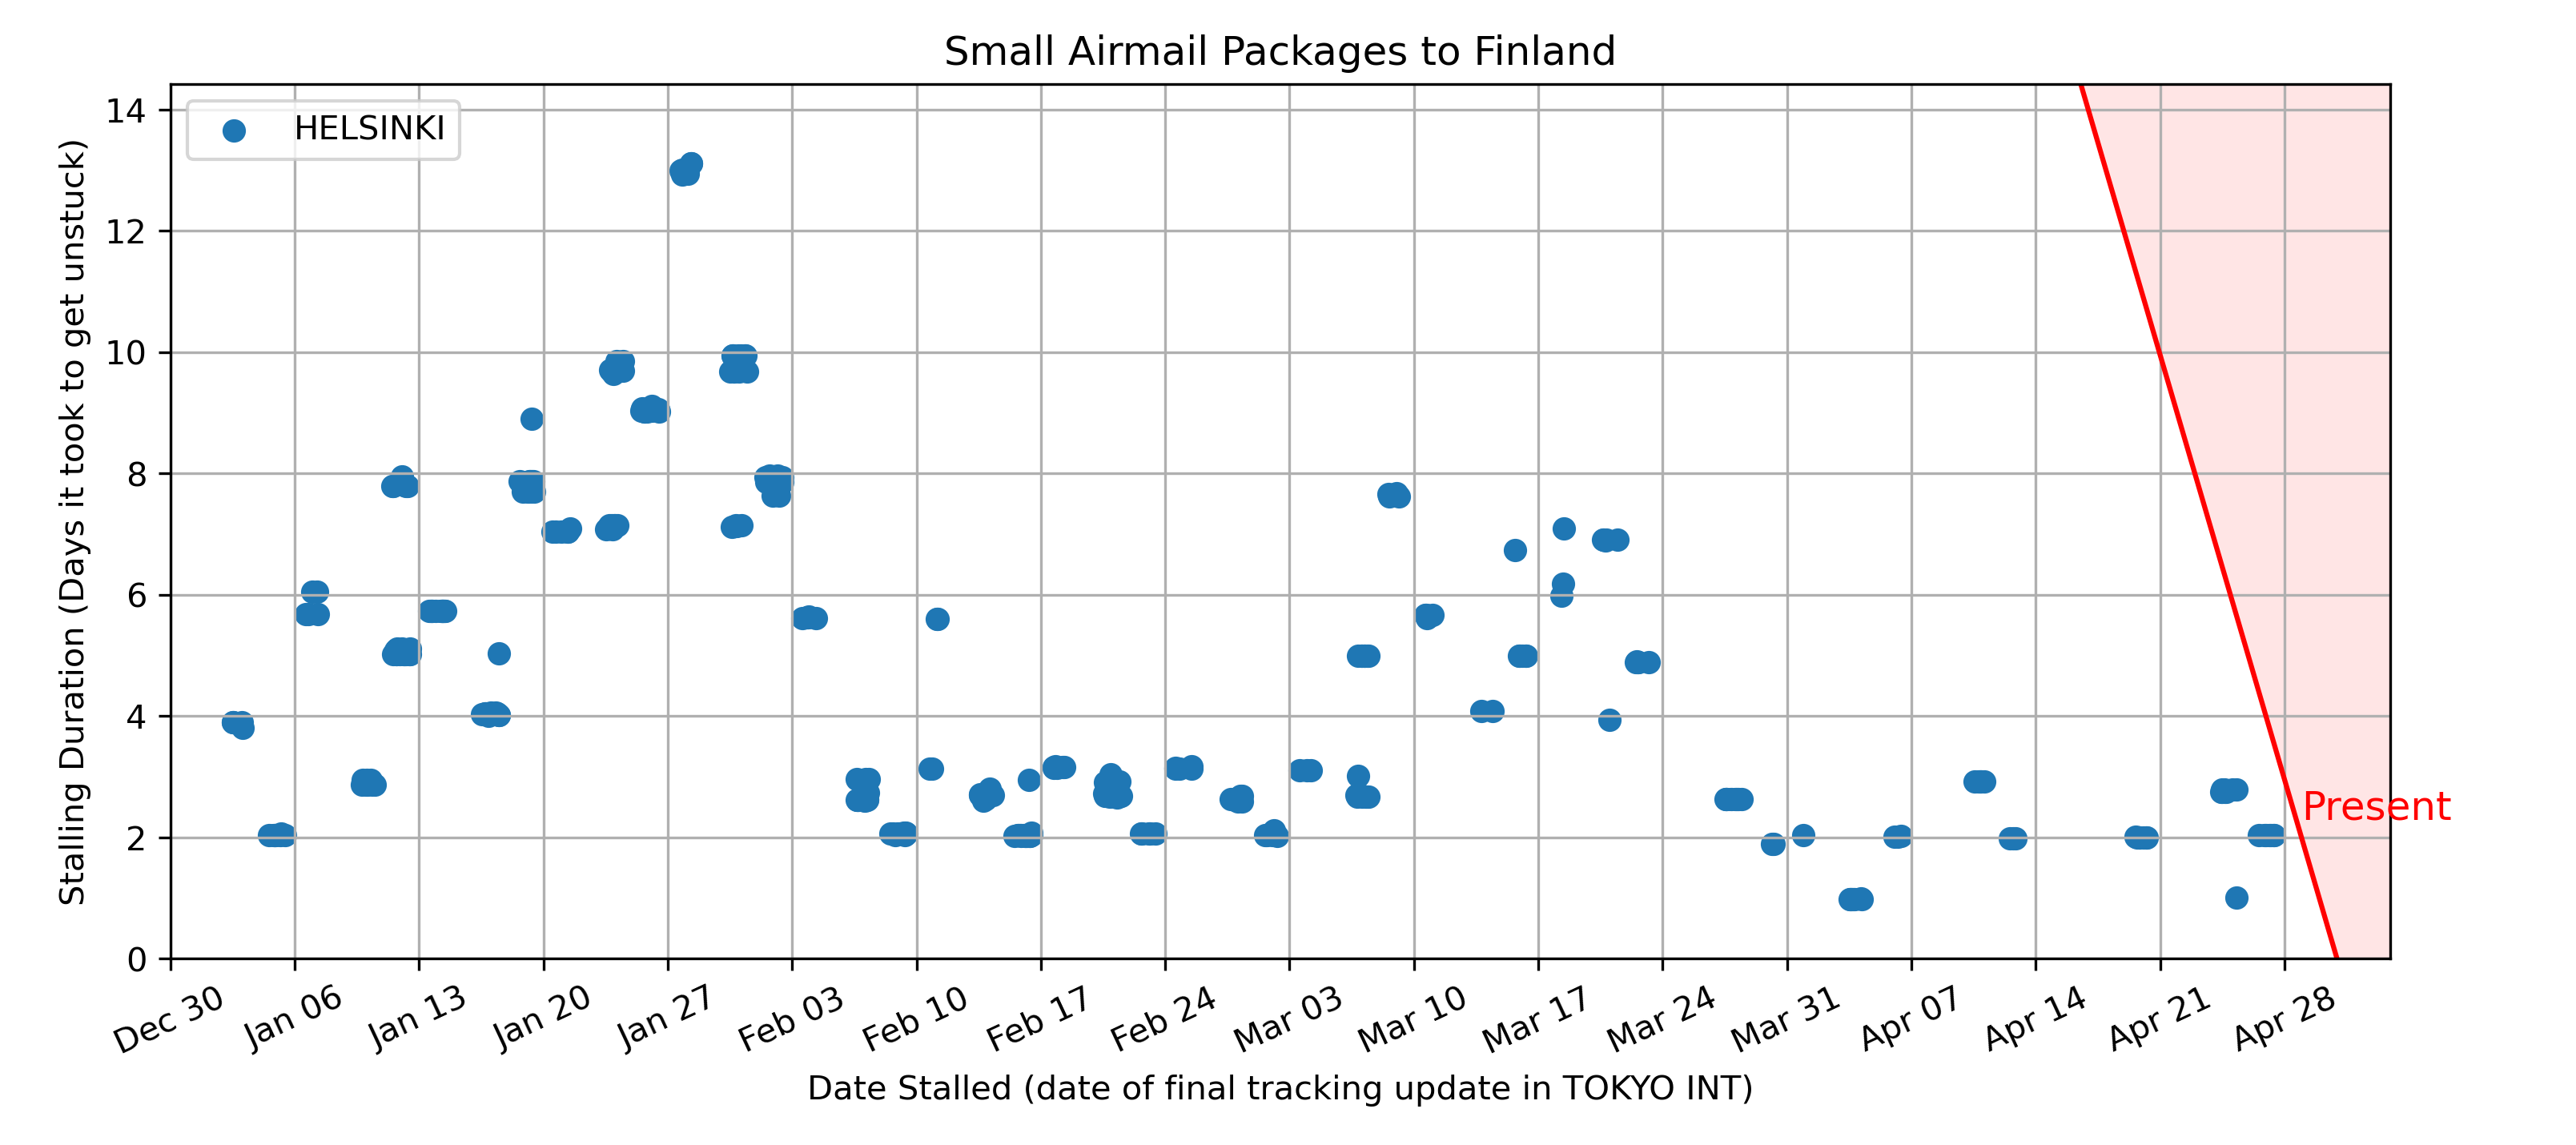 Small Airmail Packages to Finland
HELSINKI
Stalling Duration (Days it took to get unstuck)
14
12
10
8
6
4
2
0
Present
Dec 30
Jan 06
Jan 13
Jan 20
Jan 27
Feb 03
Feb 10
Feb 17
Feb 24
Mar 03
Mar 10
Mar 17
Mar 24
Mar 31
Apr 07
Apr 14
Apr 21
Apr 28
Date Stalled (date of final tracking update in TOKYO INT)